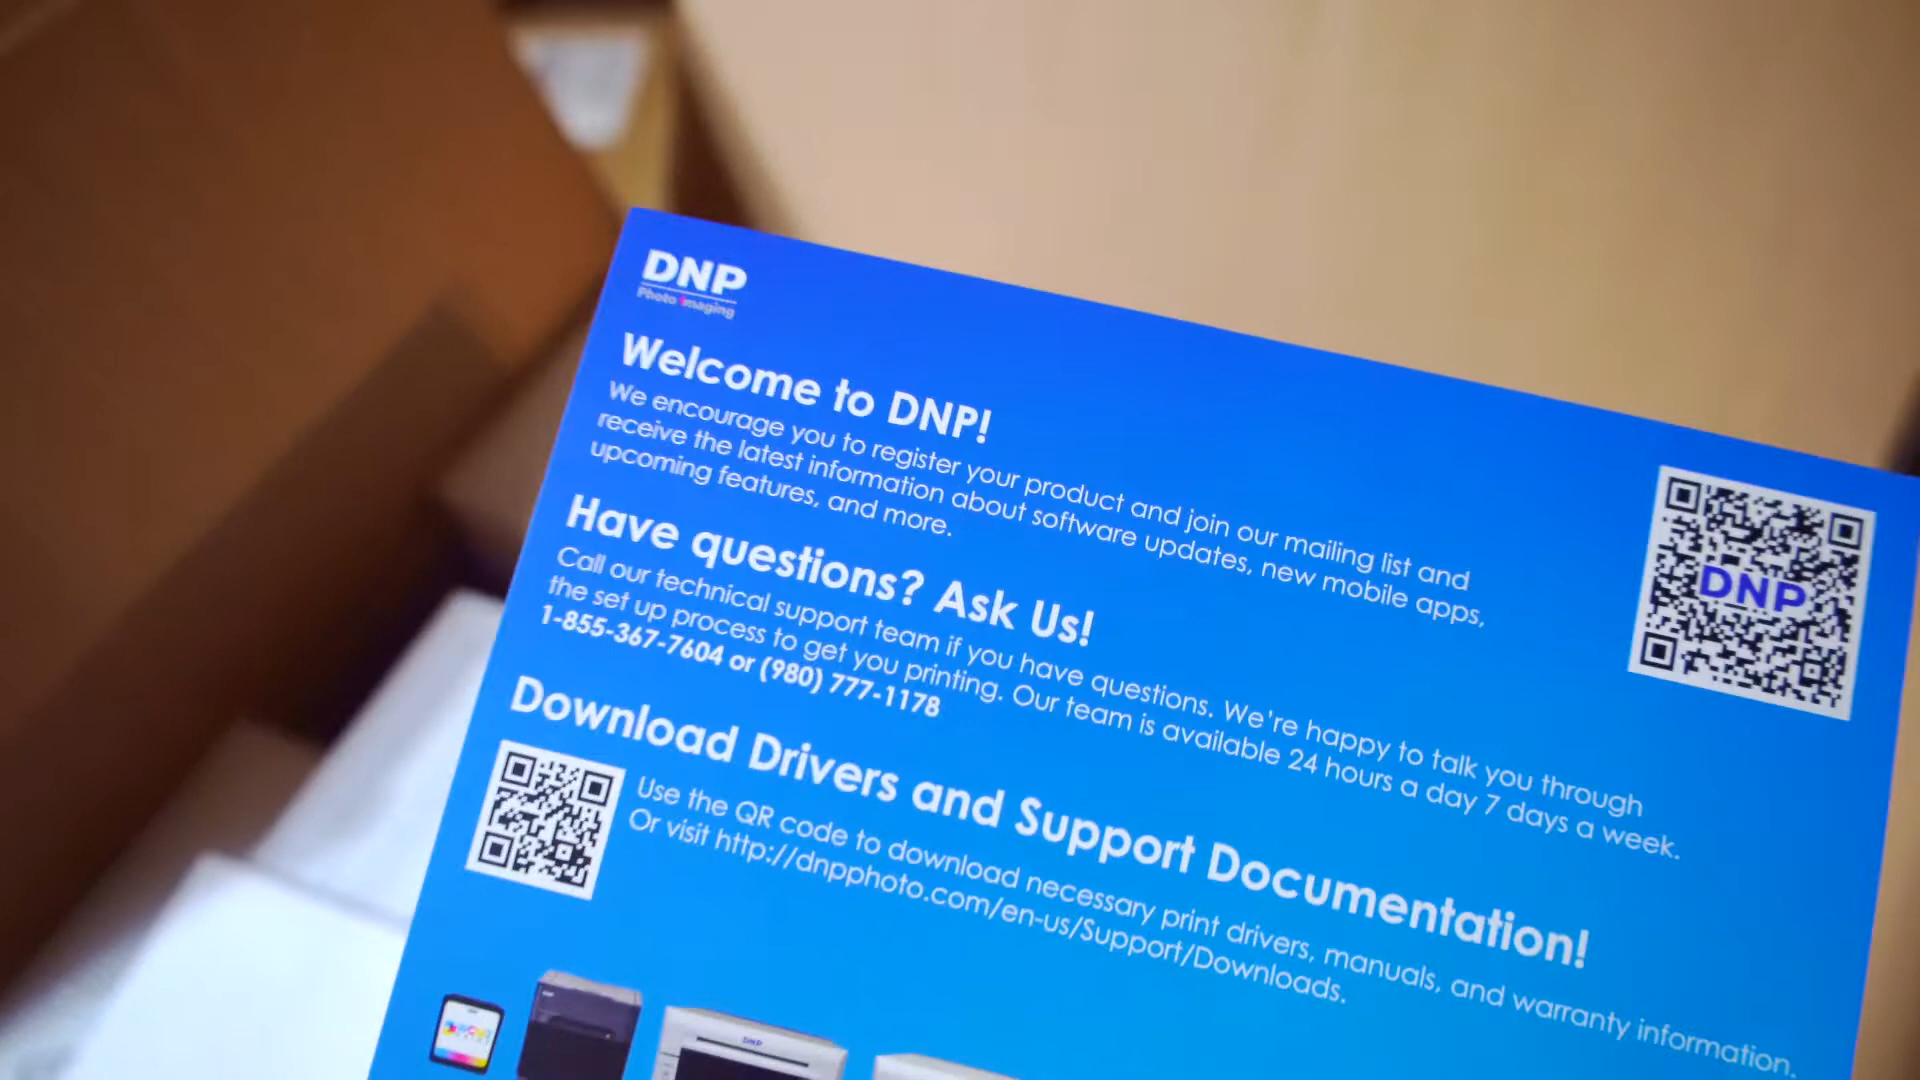 DNP
Photo Imaging
Welcome to DNP!
We encourage you to register your product and join our mailing list and
receive the latest information about software updates, new mobile apps,
upcoming features, and more.
DNP
Have questions? Ask Us!
Call our technical support team if you have questions. We're happy to talk you through
the set up process to get you printing. Our team is available 24 hours a day 7 days a week.
1-855-367-7604 or (980) 777-1178
Download Drivers and Support Documentation!
Use the QR code to download necessary print drivers, manuals, and warranty information.
Or visit http://dnpphoto.com/en-us/Support/Downloads.
DNP